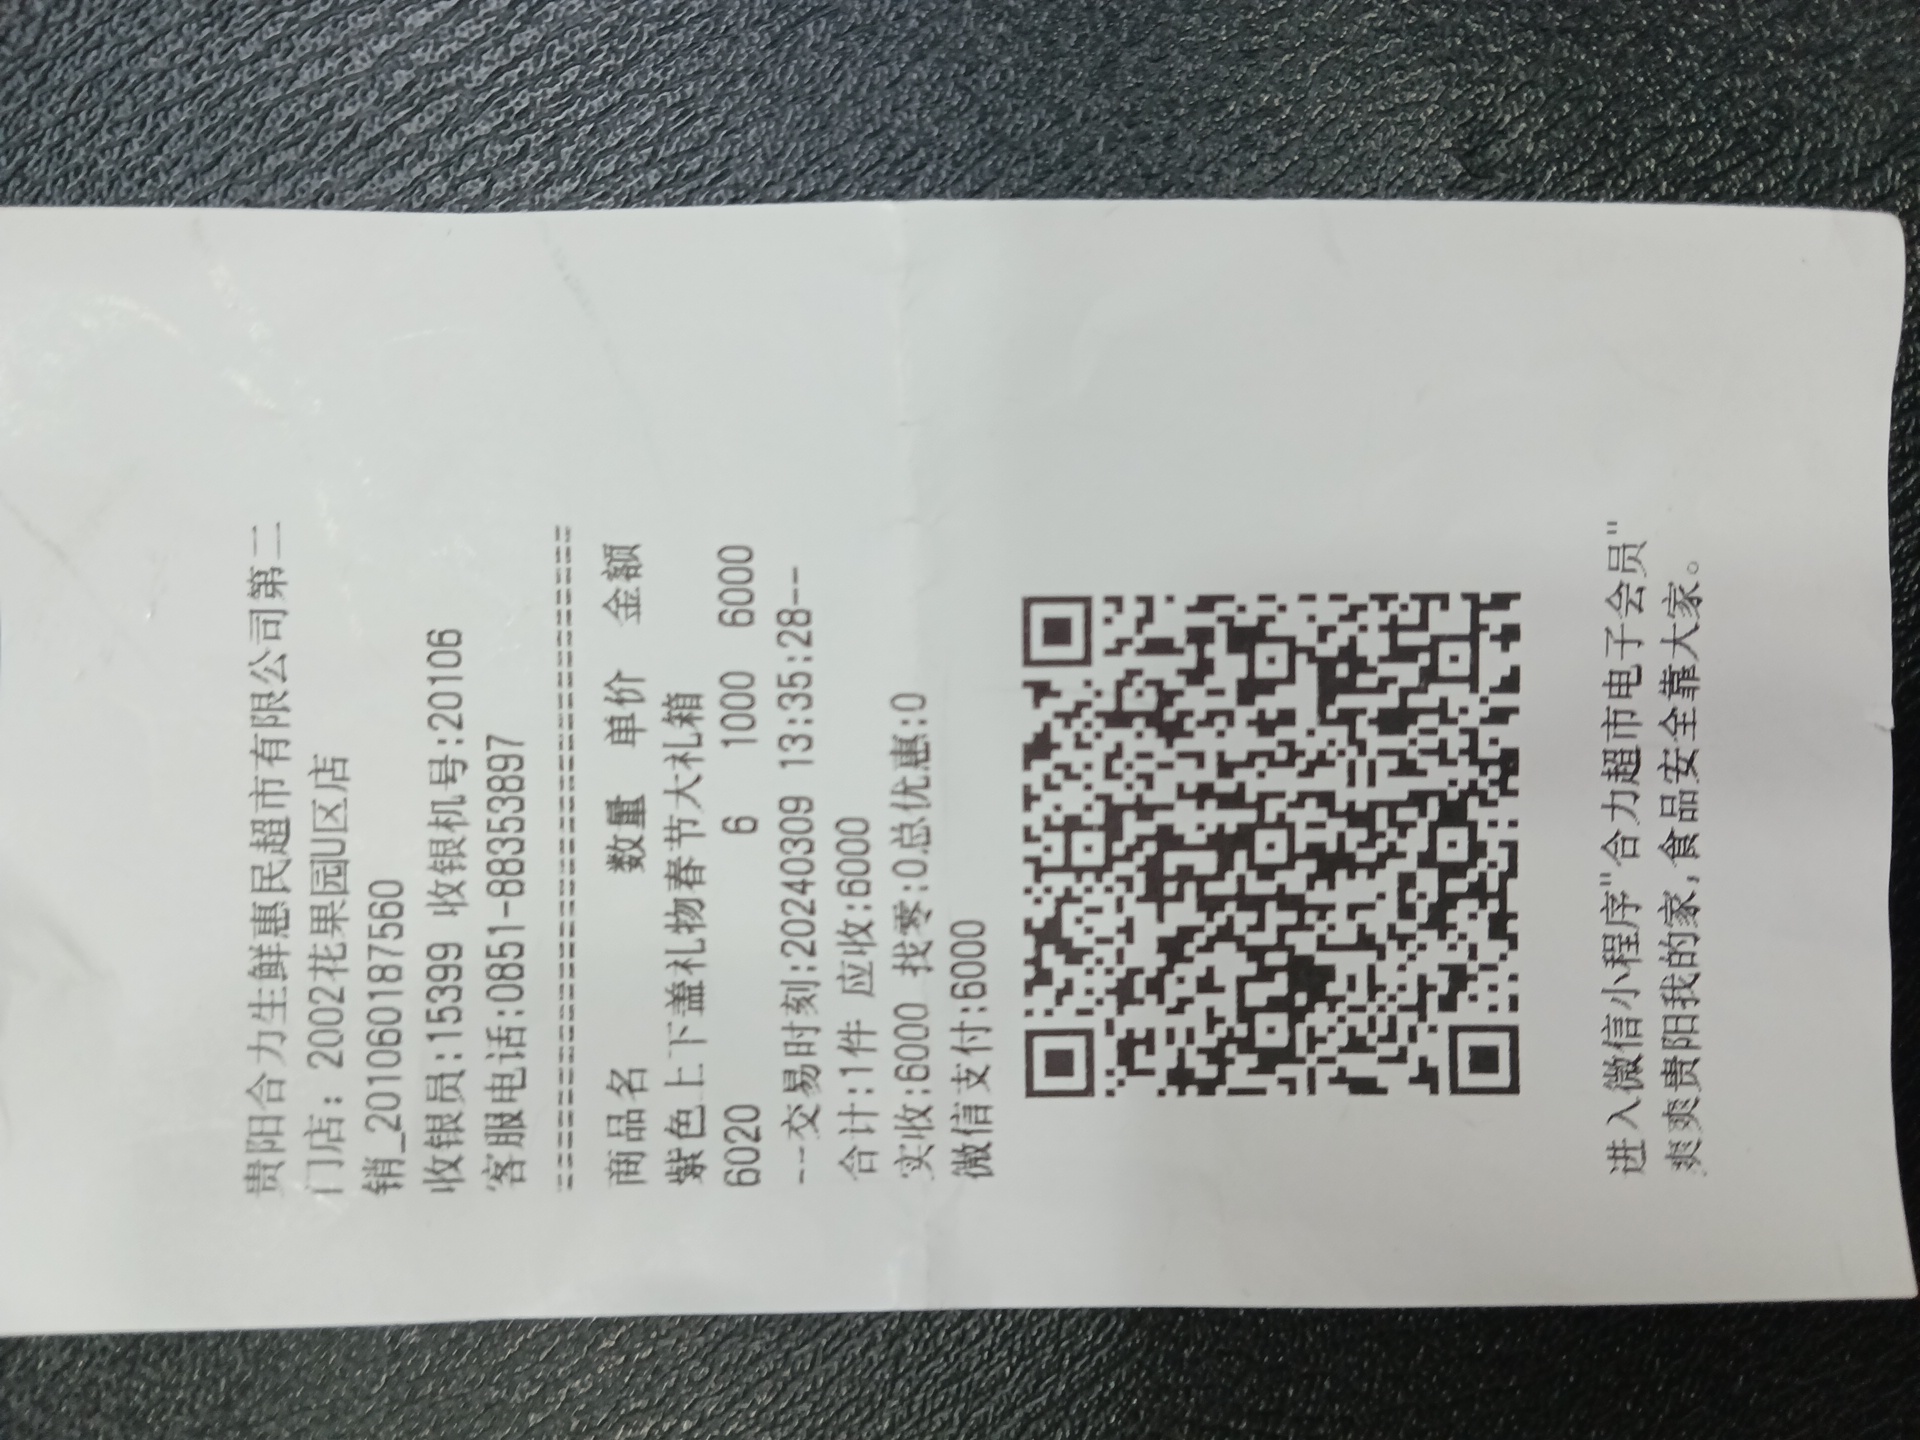 贵阳合力生鲜惠民超市有限公司第二
门店: 2002花果园U区店
销_201060187560
收银员:15399 收银机号:20106
客服电话:0851-88353897
================================
商品名 数量 单价 金额
紫色上下盖礼物春节大礼箱
6020 6 1000 6000
--交易时刻:20240309 13:35:28--
合计:1件 应收:6000
实收:6000 找零:0总优惠:0
微信支付:6000
进入微信小程序"合力超市电子会员"
爽爽贵阳我的家,食品安全靠大家。